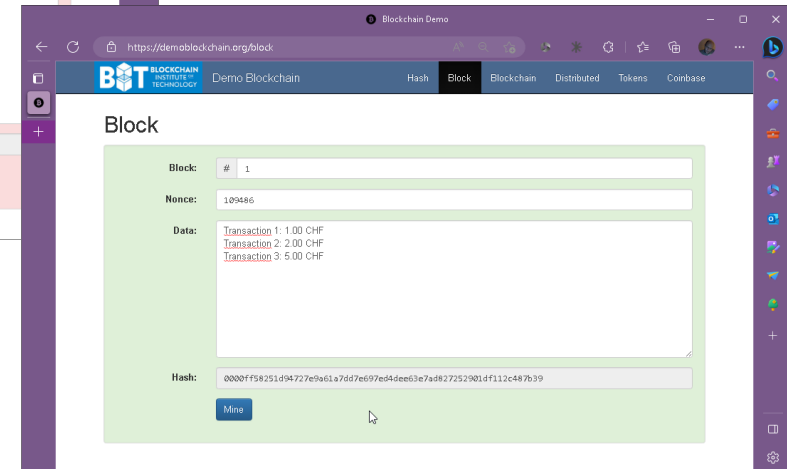 Blockchain Demo
https://demoblockchain.org/block
BIOT BLOCKCHAIN INSTITUTE OF TECHNOLOGY
Demo Blockchain
Hash Block Blockchain Distributed Tokens Coinbase
Block
Block: # 1
Nonce: 109486
Data: Transaction 1: 1.00 CHF
Transaction 2: 2.00 CHF
Transaction 3: 5.00 CHF
Hash: 0000ff58251d94727e9a61a7dd7e697ed4dee63e7ad827252901df112c487b39
Mine